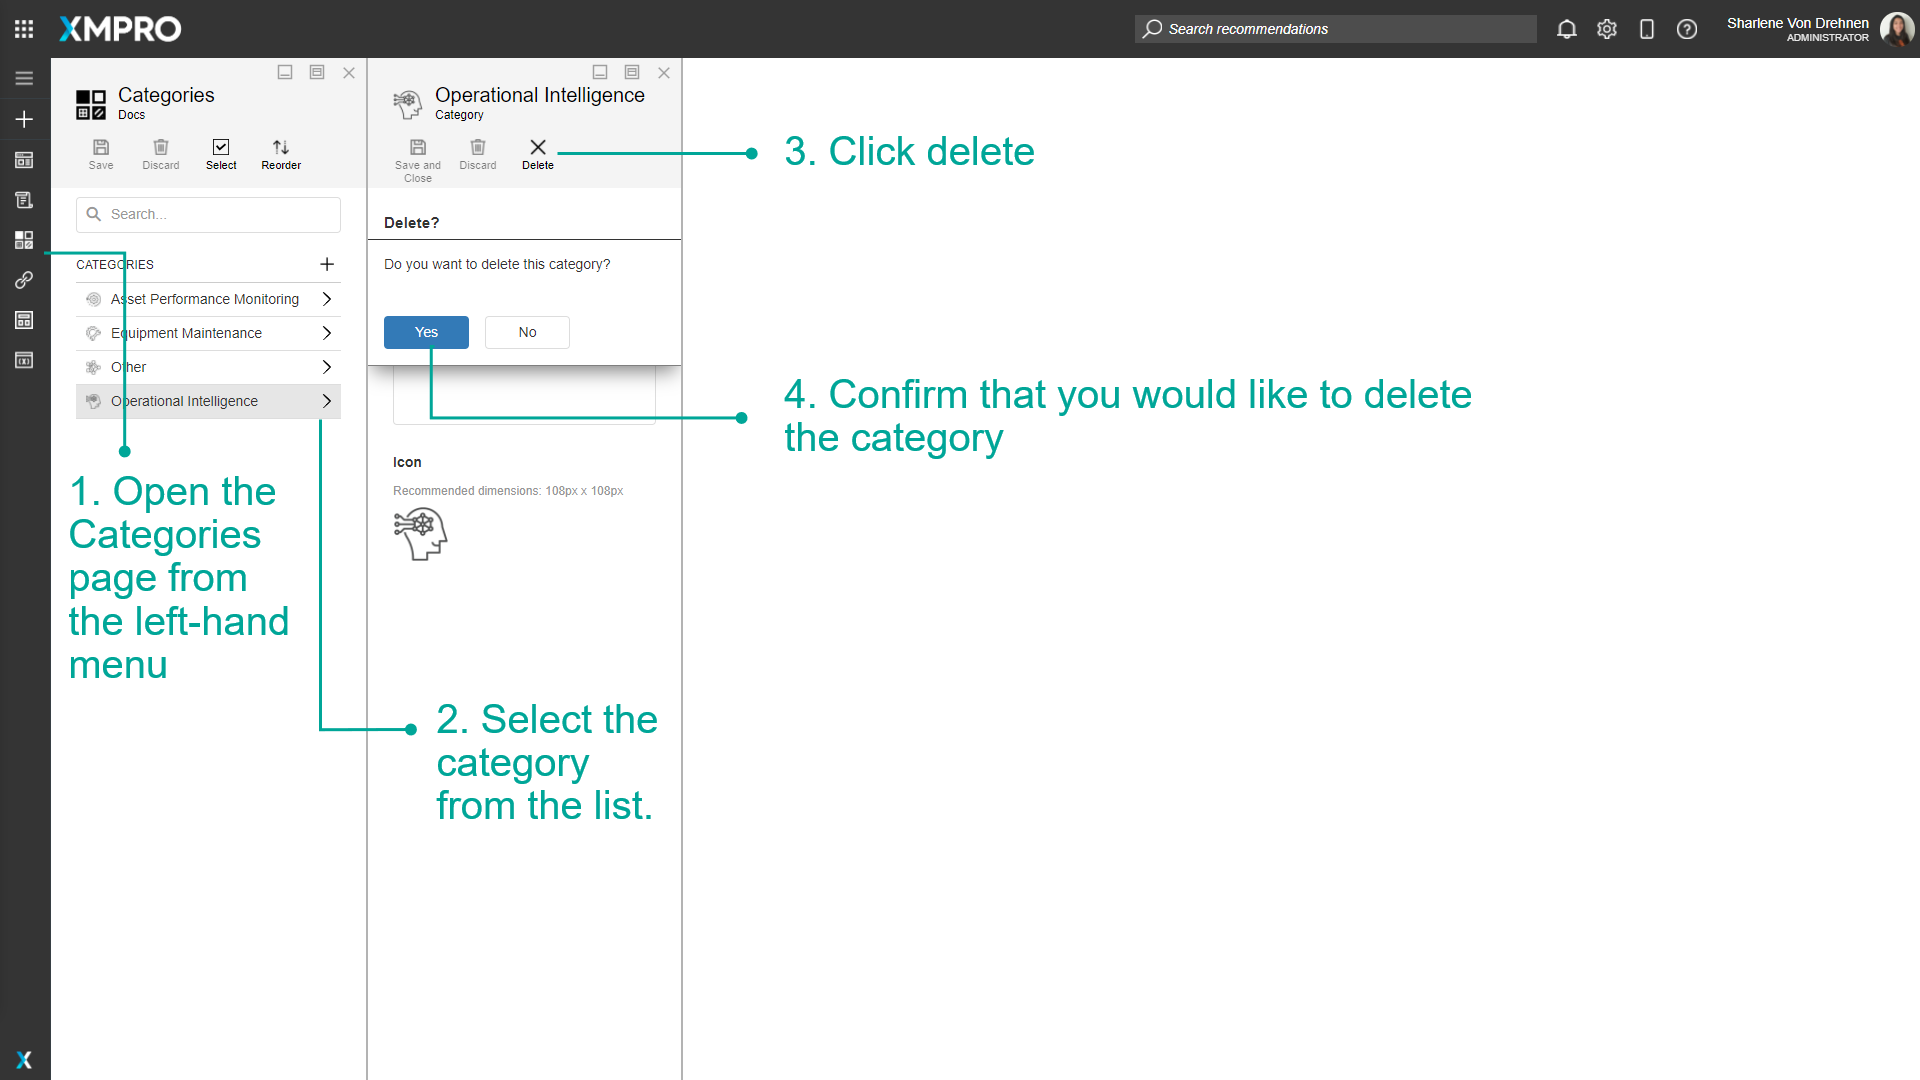 XMPRO
Search recommendations
Sharlene Von Drehnen
ADMINISTRATOR
Categories
Docs
Save
Discard
Select
Reorder
Search...
CATEGORIES
Asset Performance Monitoring
Equipment Maintenance
Other
Operational Intelligence
Operational Intelligence
Category
Save and
Close
Discard
Delete
Delete?
Do you want to delete this category?
Yes
No
Icon
Recommended dimensions: 108px x 108px
1. Open the
Categories
page from
the left-hand
menu
2. Select the
category
from the list.
3. Click delete
4. Confirm that you would like to delete
the category